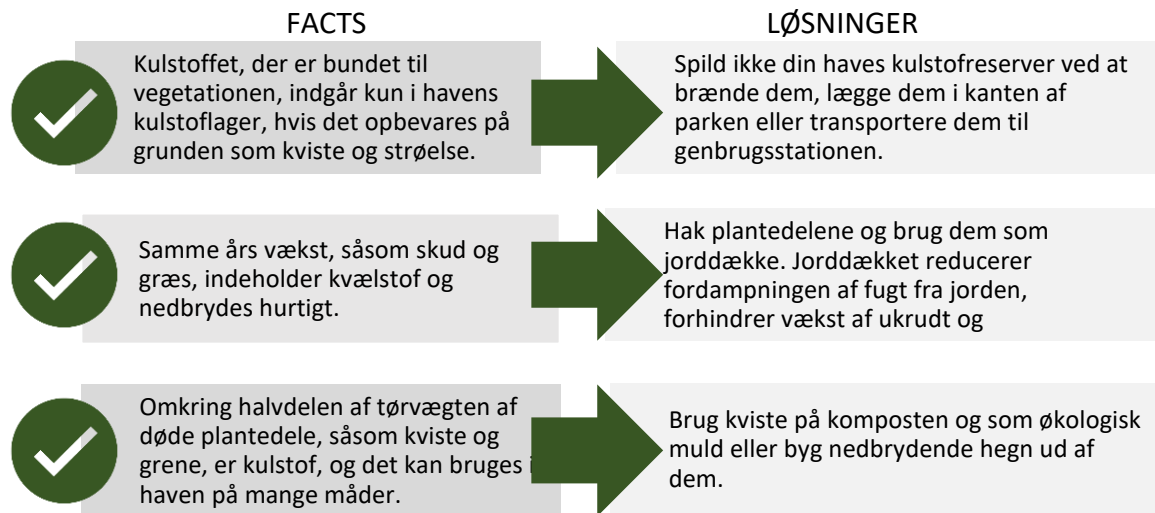 FACTS
LØSNINGER
Kulstoffet, der er bundet til
vegetationen, indgår kun i havens
kulstoflager, hvis det opbevares på
grunden som kviste og strøelse.
Spild ikke din haves kulstofreserver ved at
brænde dem, lægge dem i kanten af
parken eller transportere dem til
genbrugsstationen.
Samme års vækst, såsom skud og
græs, indeholder kvælstof og
nedbrydes hurtigt.
Hak plantedelene og brug dem som
jorddække. Jorddækket reducerer
fordampningen af fugt fra jorden,
forhindrer vækst af ukrudt og
Omkring halvdelen af tørvægten af
døde plantedele, såsom kviste og
grene, er kulstof, og det kan bruges i
haven på mange måder.
Brug kviste på komposten og som økologisk
muld eller byg nedbrydende hegn ud af
dem.